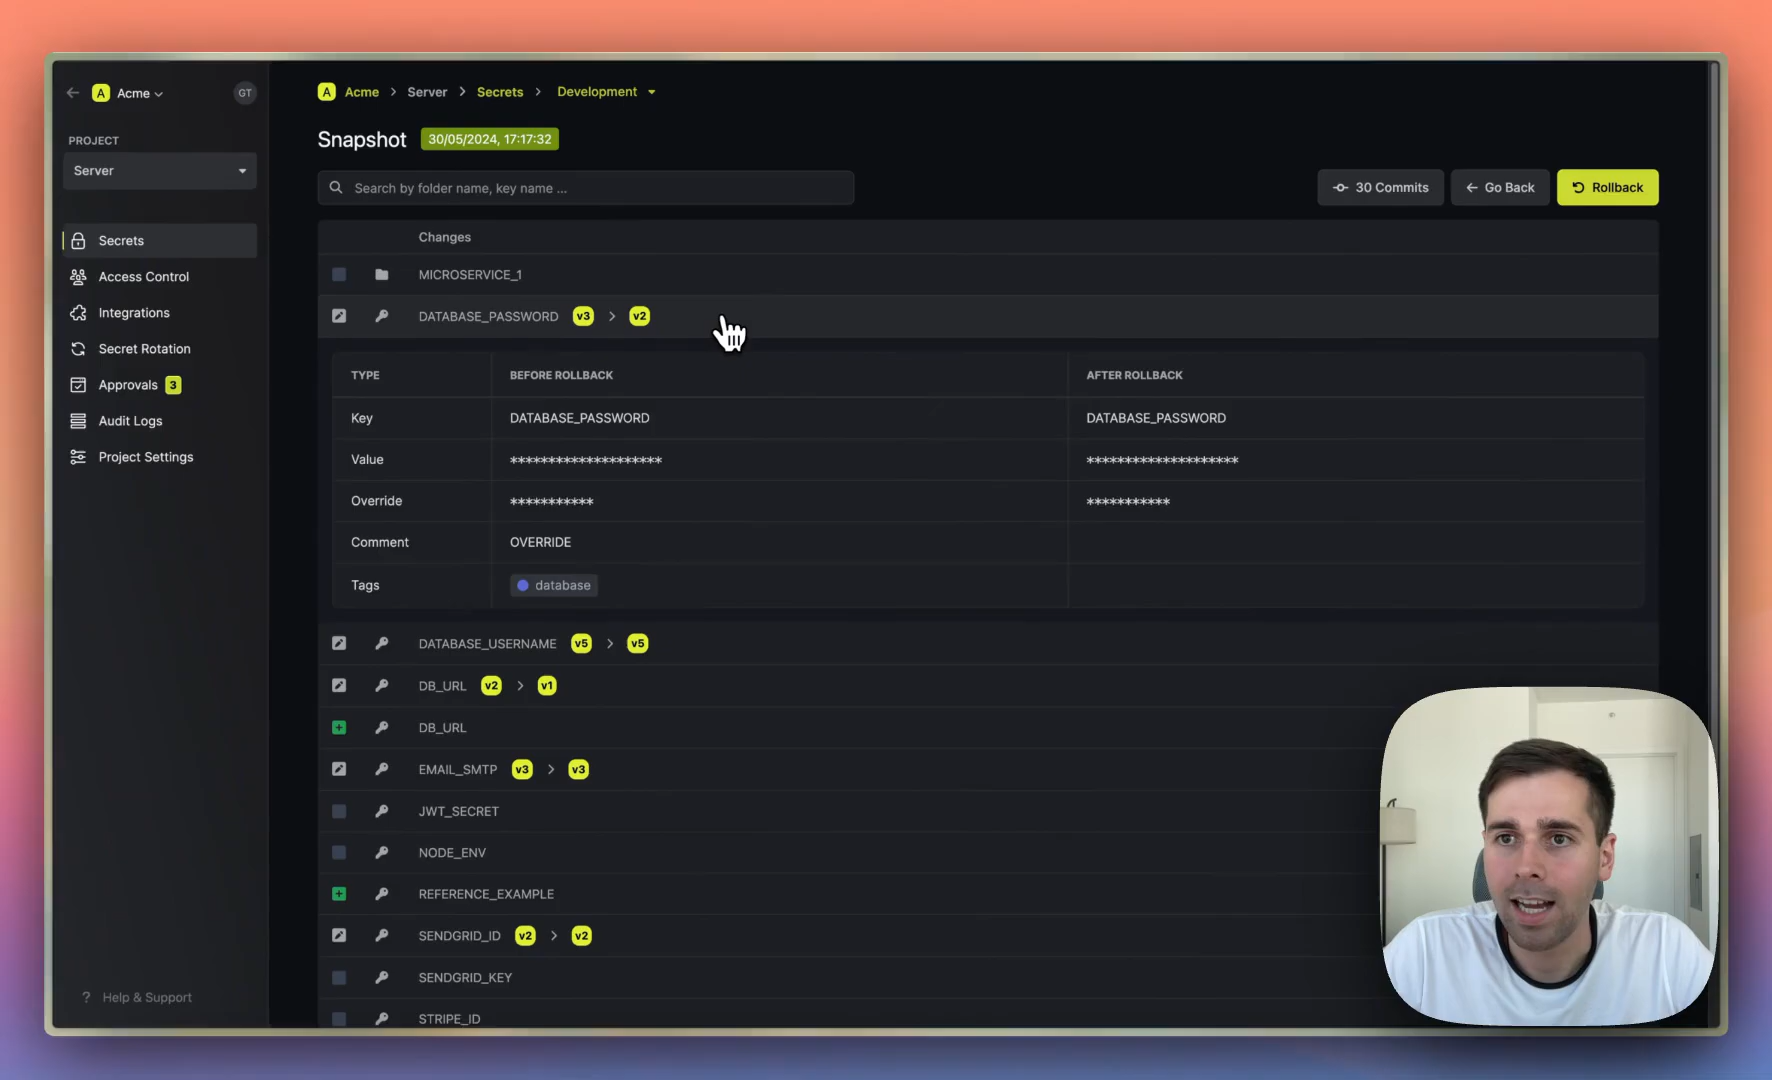 A Acme GT
PROJECT
Server
Secrets
Access Control
Integrations
Secret Rotation
Approvals 3
Audit Logs
Project Settings
? Help & Support
A Acme > Server > Secrets > Development
Snapshot 30/05/2024, 17:17:32
Search by folder name, key name ...
30 Commits
← Go Back
Rollback
Changes
MICROSERVICE_1
DATABASE_PASSWORD v3 > v2
TYPE BEFORE ROLLBACK AFTER ROLLBACK
Key DATABASE_PASSWORD DATABASE_PASSWORD
Value ******************** ********************
Override *********** ***********
Comment OVERRIDE
Tags database
DATABASE_USERNAME v5 > v5
DB_URL v2 > v1
DB_URL
EMAIL_SMTP v3 > v3
JWT_SECRET
NODE_ENV
REFERENCE_EXAMPLE
SENDGRID_ID v2 > v2
SENDGRID_KEY
STRIPE_ID